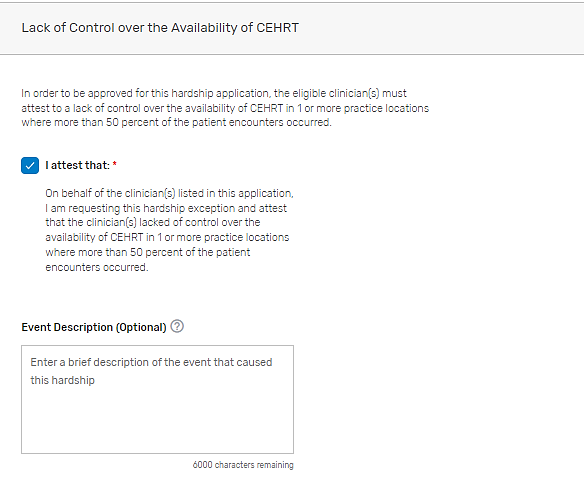 Lack of Control over the Availability of CEHRT
In order to be approved for this hardship application, the eligible clinician(s) must
attest to a lack of control over the availability of CEHRT in 1 or more practice locations
where more than 50 percent of the patient encounters occurred.
I attest that: *
On behalf of the clinician(s) listed in this application,
I am requesting this hardship exception and attest
that the clinician(s) lacked of control over the
availability of CEHRT in 1 or more practice locations
where more than 50 percent of the patient
encounters occurred.
Event Description (Optional) ?
Enter a brief description of the event that caused
this hardship
6000 characters remaining